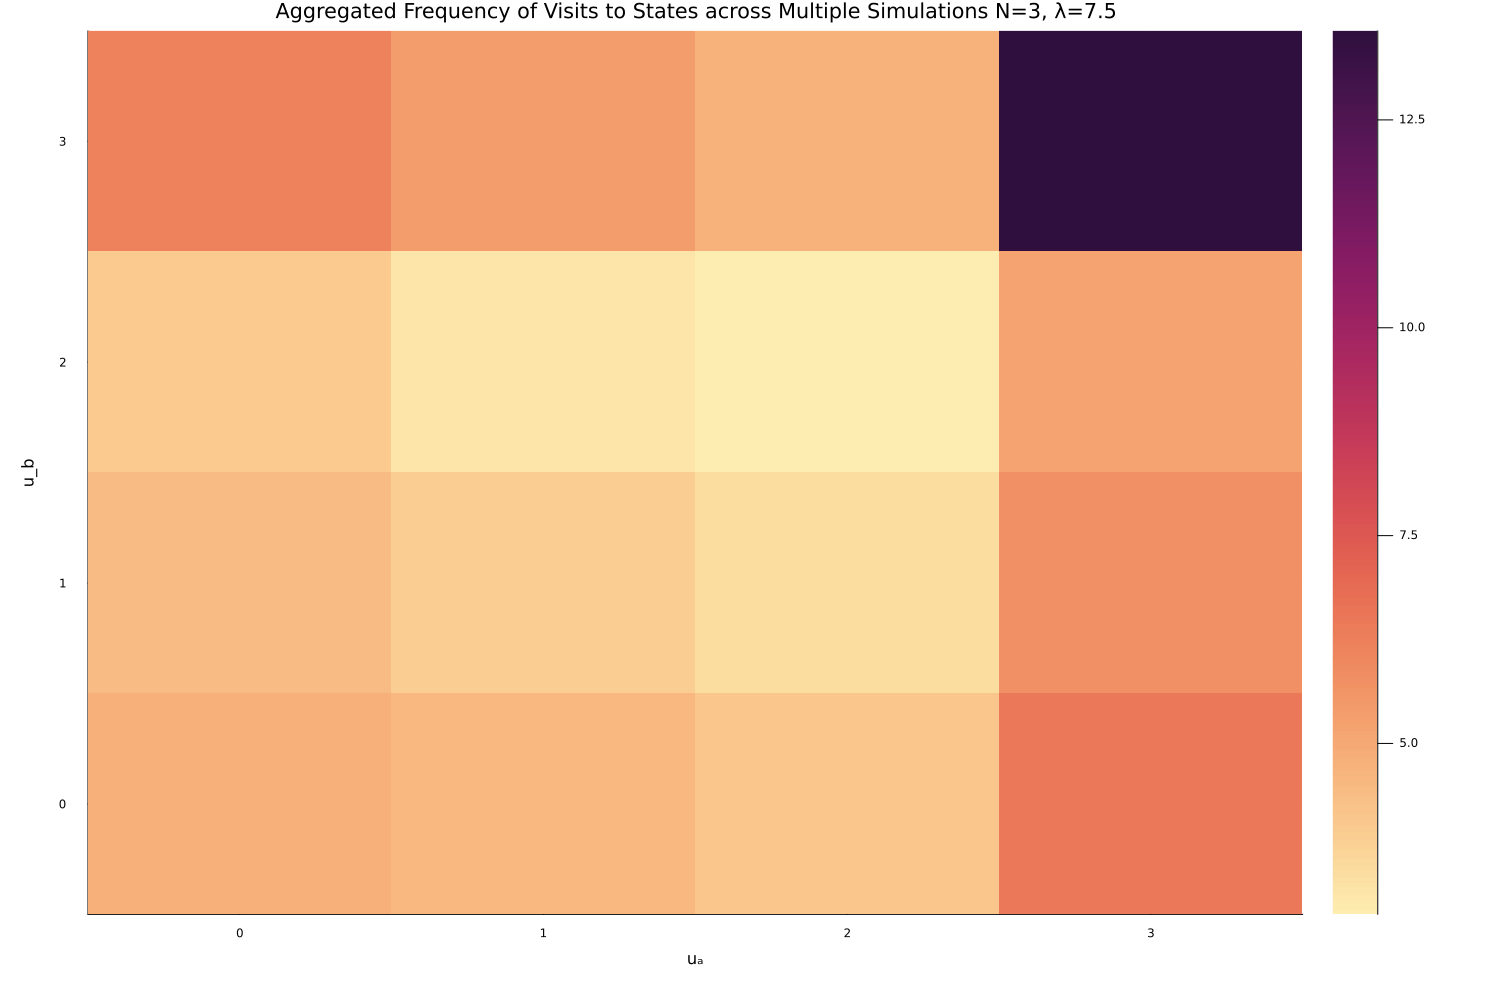 Aggregated Frequency of Visits to States across Multiple Simulations N=3, λ=7.5
3
2
1
0
u_b
0 1 2 3
uₐ
12.5
10.0
7.5
5.0